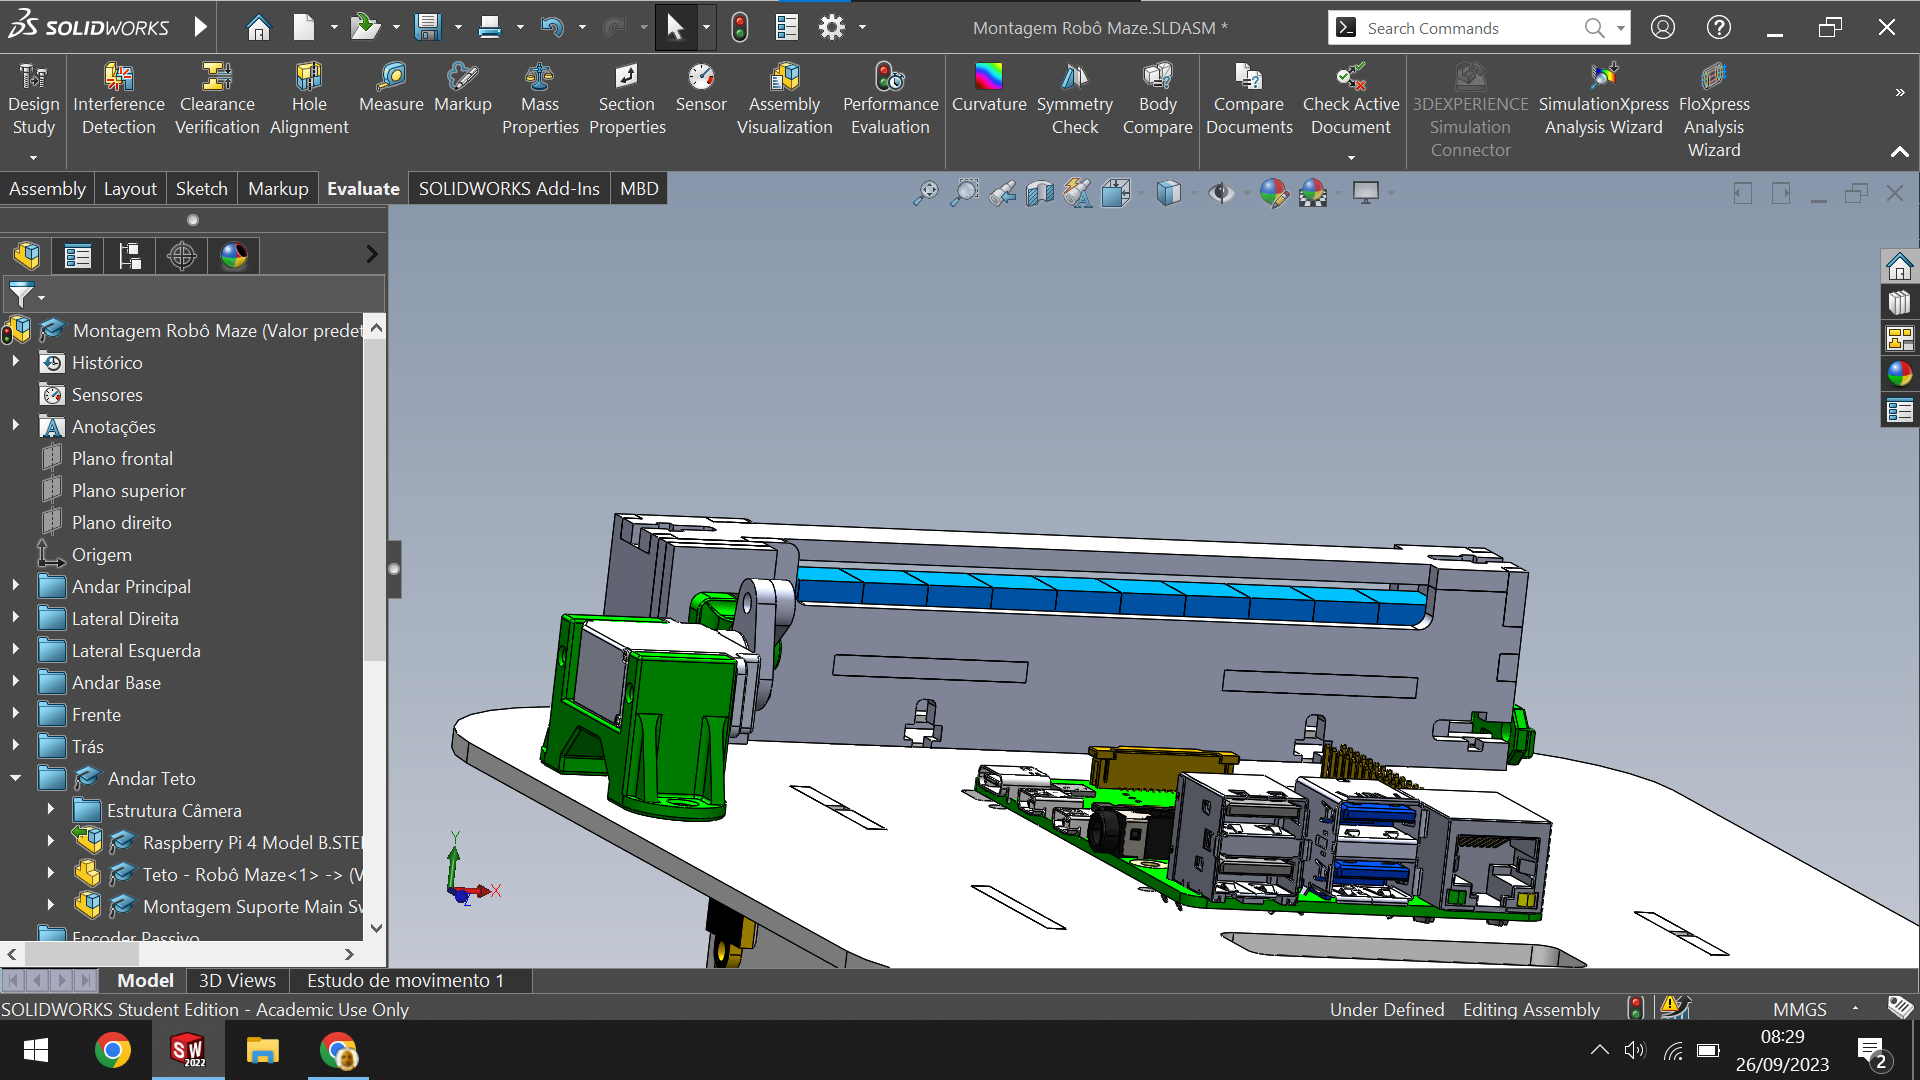 SOLIDWORKS
Montagem Robô Maze.SLDASM *
Search Commands
Design Study
Interference Detection
Clearance Verification
Hole Alignment
Measure
Markup
Mass Properties
Section Properties
Sensor
Assembly Visualization
Performance Evaluation
Curvature
Symmetry Check
Body Compare
Compare Documents
Check Active Document
3DEXPERIENCE Simulation Connector
SimulationXpress Analysis Wizard
FloXpress Analysis Wizard
Assembly
Layout
Sketch
Markup
Evaluate
SOLIDWORKS Add-Ins
MBD
Montagem Robô Maze (Valor predet
Histórico
Sensores
Anotações
Plano frontal
Plano superior
Plano direito
Origem
Andar Principal
Lateral Direita
Lateral Esquerda
Andar Base
Frente
Trás
Andar Teto
Estrutura Câmera
Raspberry Pi 4 Model B.STE
Teto - Robô Maze<1> -> (V
Montagem Suporte Main Sw
Encoder Passivo
Y
X
Z
Model
3D Views
Estudo de movimento 1
SOLIDWORKS Student Edition - Academic Use Only
Under Defined
Editing Assembly
MMGS
SW
2022
08:29
26/09/2023
2